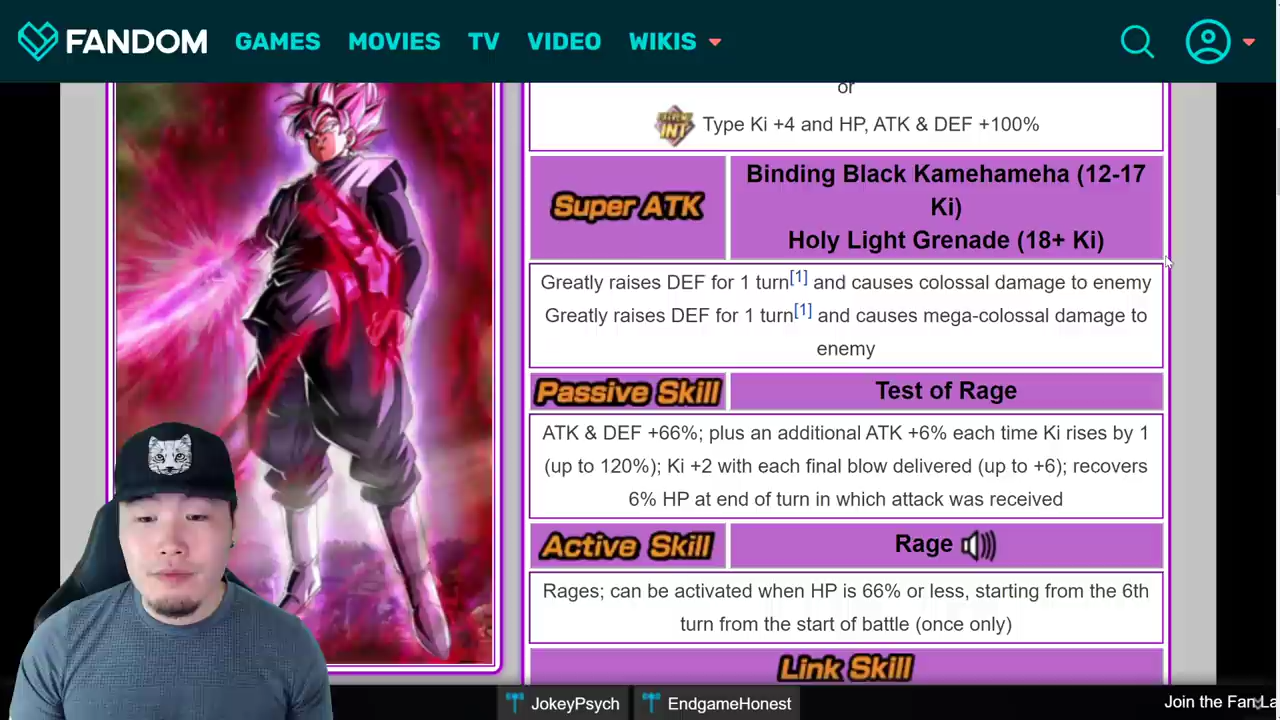 FANDOM GAMES MOVIES TV VIDEO WIKIS
or
INT Type Ki +4 and HP, ATK & DEF +100%
Super ATK
Binding Black Kamehameha (12-17
Ki)
Holy Light Grenade (18+ Ki)
Greatly raises DEF for 1 turn[1] and causes colossal damage to enemy
Greatly raises DEF for 1 turn[1] and causes mega-colossal damage to
enemy
Passive Skill Test of Rage
ATK & DEF +66%; plus an additional ATK +6% each time Ki rises by 1
(up to 120%); Ki +2 with each final blow delivered (up to +6); recovers
6% HP at end of turn in which attack was received
Active Skill Rage
Rages; can be activated when HP is 66% or less, starting from the 6th
turn from the start of battle (once only)
Link Skill
JokeyPsych EndgameHonest Join the Fan La